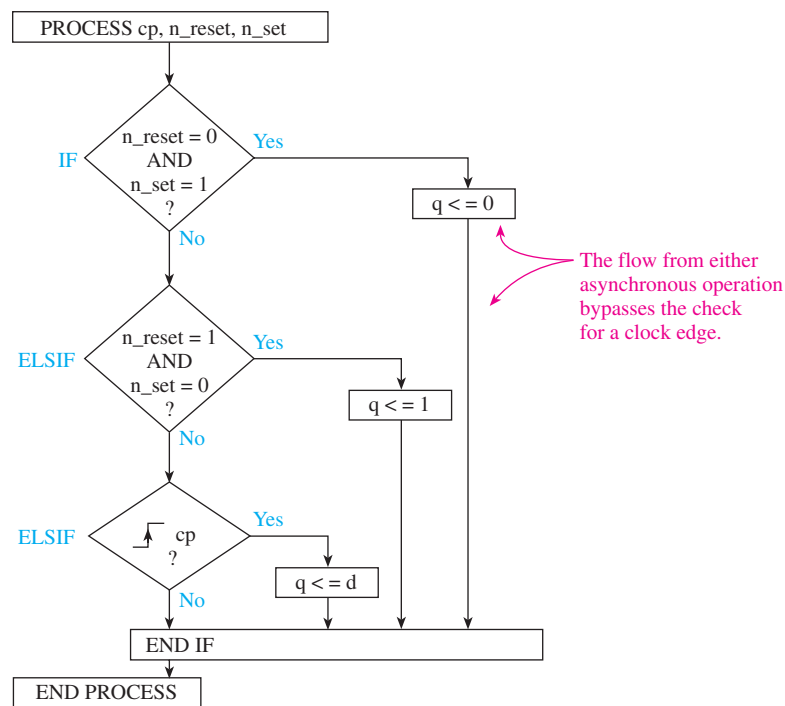 PROCESS cp, n_reset, n_set
IF
n_reset = 0
AND
n_set = 1
?
Yes
No
q < = 0
The flow from either
asynchronous operation
bypasses the check
for a clock edge.
ELSIF
n_reset = 1
AND
n_set = 0
?
Yes
No
q < = 1
ELSIF
cp
?
Yes
No
q < = d
END IF
END PROCESS